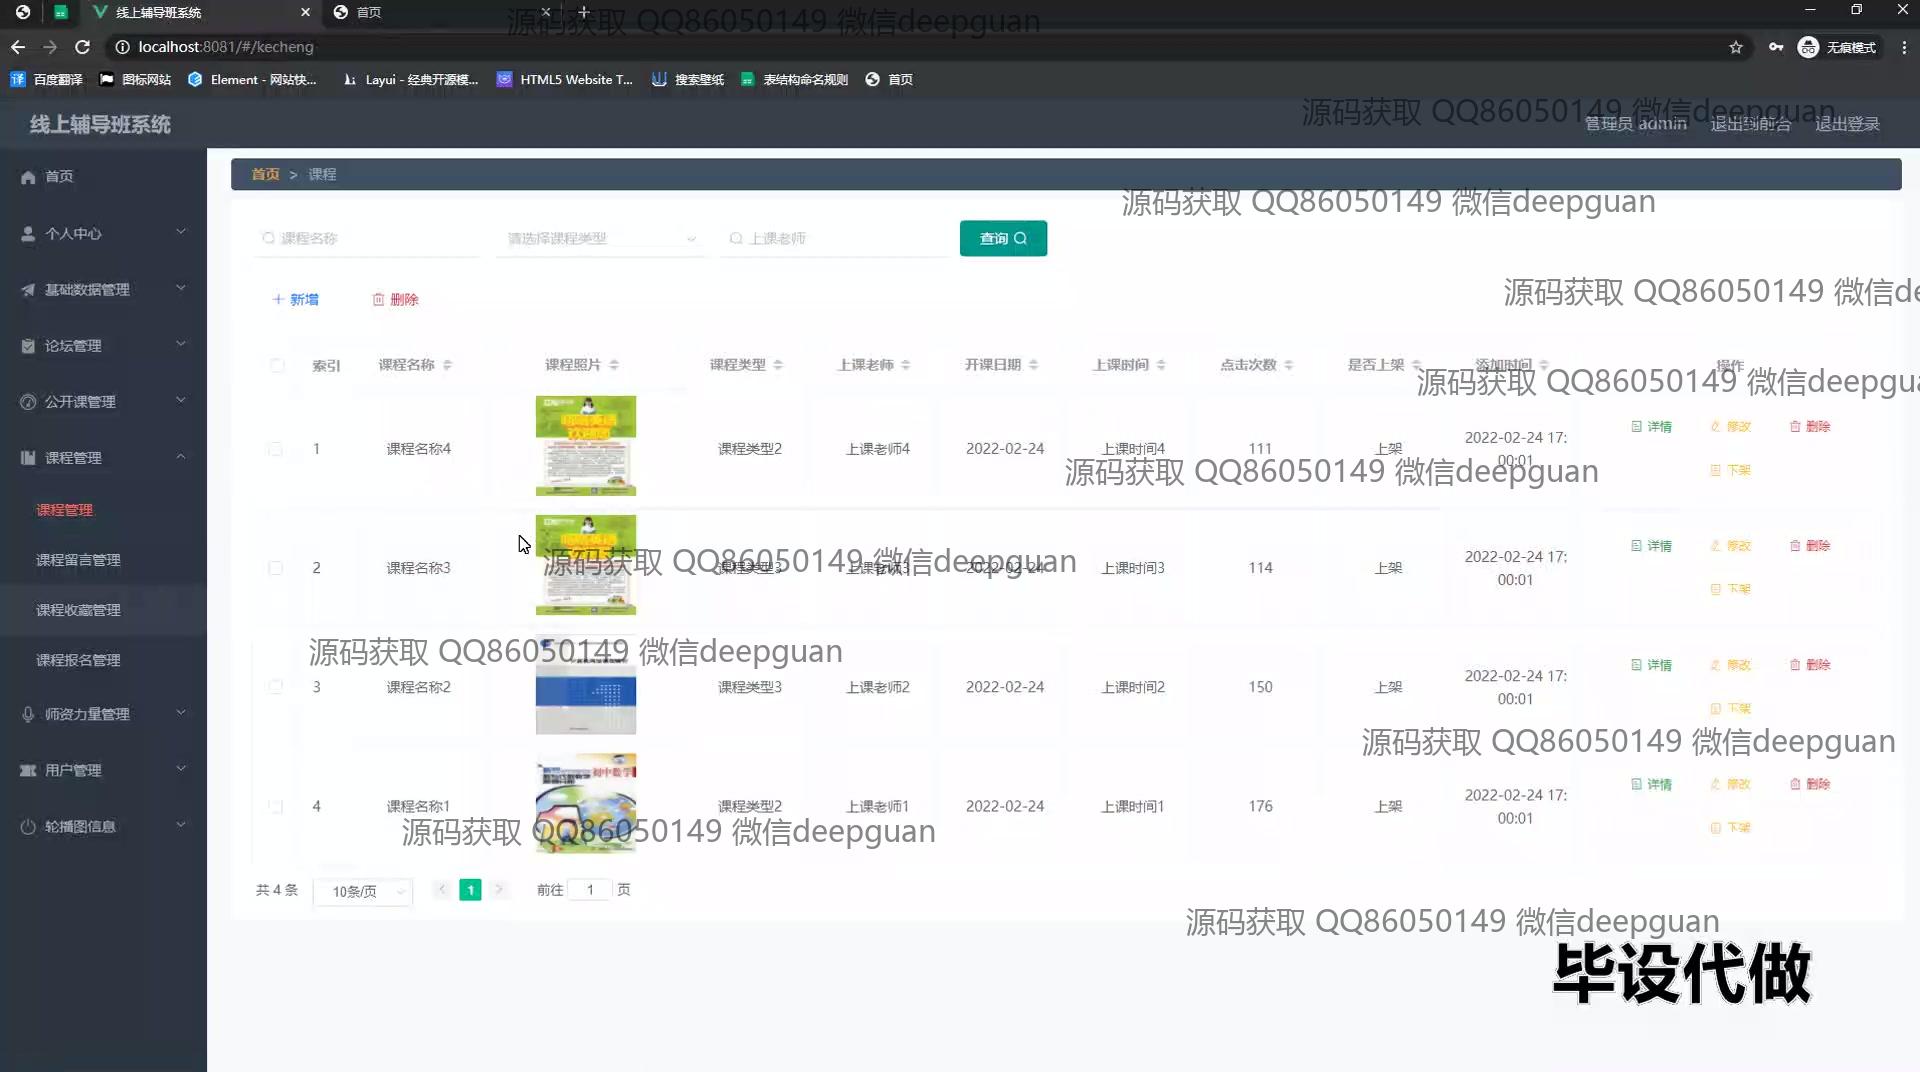 线上辅导班系统
首页
localhost:8081/#/kecheng
无痕模式
百度翻译
图标网站
Element - 网站快...
Layui - 经典开源模...
HTML5 Website T...
搜索壁纸
表结构命名规则
首页
源码获取 QQ86050149 微信deepguan
线上辅导班系统
管理员 admin
退出到前台
退出登录
源码获取 QQ86050149 微信deepguan
首页
个人中心
基础数据管理
论坛管理
公开课管理
课程管理
课程管理
课程留言管理
课程收藏管理
课程报名管理
师资力量管理
用户管理
轮播图信息
首页 > 课程
源码获取 QQ86050149 微信deepguan
课程名称
请选择课程类型
上课老师
查询
源码获取 QQ86050149 微信de
新增
删除
索引 课程名称 课程照片 课程类型 上课老师 开课日期 上课时间 点击次数 是否上架 添加时间 操作
源码获取 QQ86050149 微信deepgua
1 课程名称4 课程类型2 上课老师4 2022-02-24 上课时间4 111 上架 2022-02-24 17:
00:01
详情 修改 删除
下架
源码获取 QQ86050149 微信deepguan
2 课程名称3 课程类型3 上课老师3 2022-02-24 上课时间3 114 上架 2022-02-24 17:
00:01
详情 修改 删除
下架
源码获取 QQ86050149 微信deepguan
3 课程名称2 课程类型3 上课老师2 2022-02-24 上课时间2 150 上架 2022-02-24 17:
00:01
详情 修改 删除
下架
源码获取 QQ86050149 微信deepguan
源码获取 QQ86050149 微信deepguan
4 课程名称1 初中数学 课程类型2 上课老师1 2022-02-24 上课时间1 176 上架 2022-02-24 17:
00:01
详情 修改 删除
下架
源码获取 QQ86050149 微信deepguan
共 4 条 10条/页 1 前往 1 页
源码获取 QQ86050149 微信deepguan
毕设代做